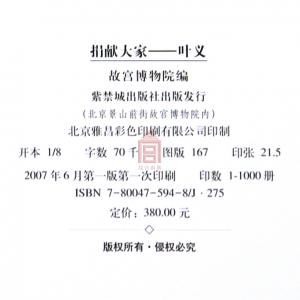 捐献大家——叶义
故宫博物院编
紫禁城出版社出版发行
(北京景山前街故宫博物院内)
北京雅昌彩色印刷有限公司印制
开本 1/8 字数 70 千 图版 167 印张 21.5
2007 年 6 月第一版第一次印刷 印数 1-1000 册
ISBN 7-80047-594-8/J · 275
定价: 380.00 元
版权所有 · 侵权必究